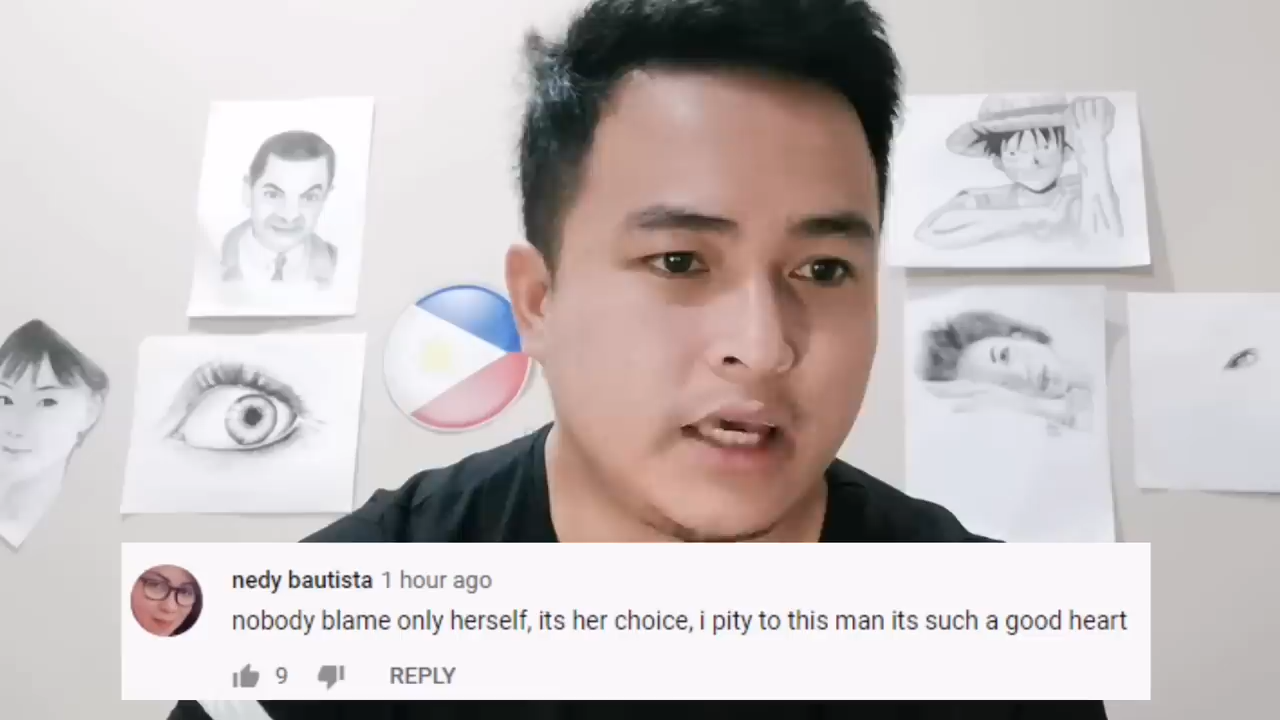 nedy bautista 1 hour ago
nobody blame only herself, its her choice, i pity to this man its such a good heart
9 REPLY